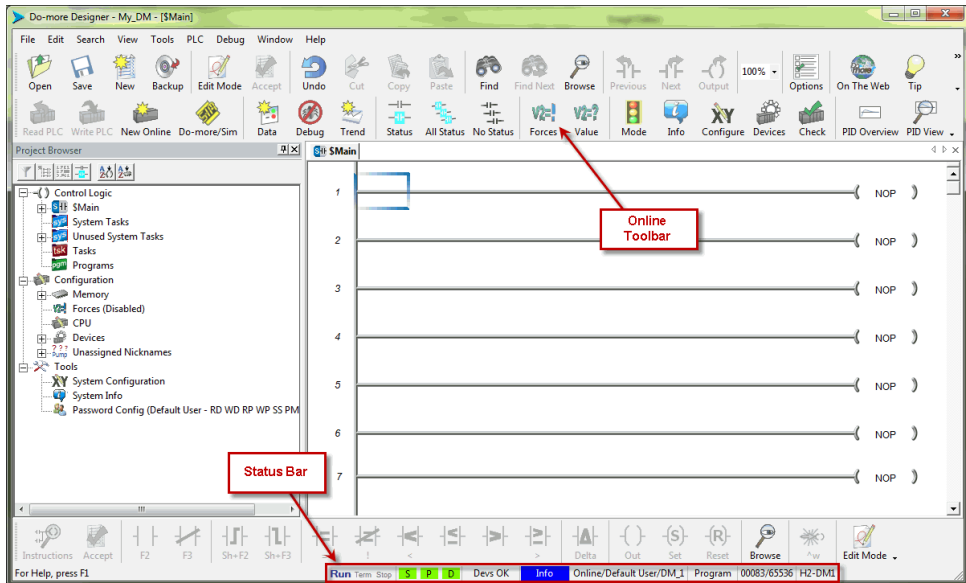 Do-more Designer - My_DM - [$Main]
File Edit Search View Tools PLC Debug Window Help
Open Save New Backup Edit Mode Accept Undo Cut Copy Paste Find Find Next Browse Previous Next Output 100% Options On The Web Tip
Read PLC Write PLC New Online Do-more/Sim Data Debug Trend Status All Status No Status Forces Value Mode Info Configure Devices Check PID Overview PID View
Project Browser
$Main
Control Logic
$Main
System Tasks
Unused System Tasks
Tasks
Programs
Configuration
Memory
Forces (Disabled)
CPU
Devices
Unassigned Nicknames
Tools
System Configuration
System Info
Password Config (Default User - RD WD RP WP SS PM
1 NOP
Online
Toolbar
2 NOP
3 NOP
4 NOP
5 NOP
6 NOP
7 NOP
Status Bar
Instructions Accept F2 F3 Sh+F2 Sh+F3 = ! < > Delta Out Set Reset Browse ^w Edit Mode
For Help, press F1
Run Term Stop S P D Devs OK Info Online/Default User/DM_1 Program 00083/65536 H2-DM1